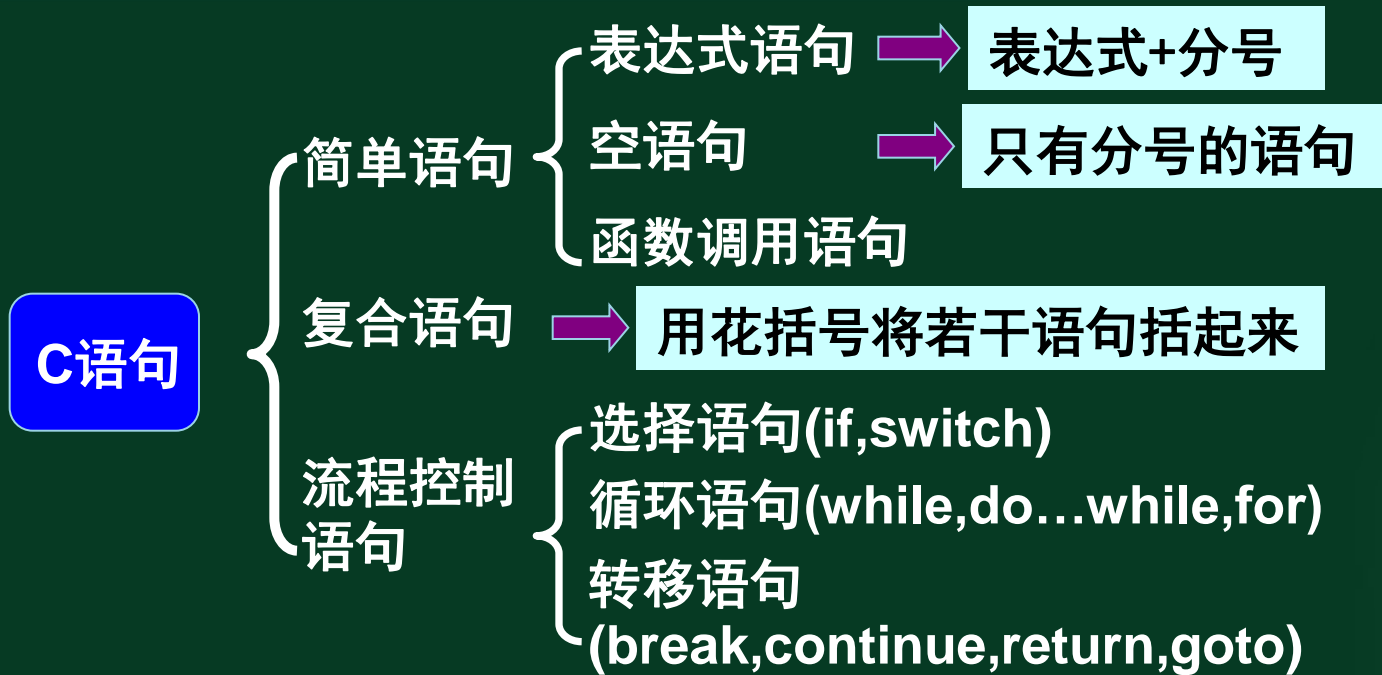 C语句
简单语句
表达式语句
表达式+分号
空语句
只有分号的语句
函数调用语句
复合语句
用花括号将若干语句括起来
流程控制
语句
选择语句(if,switch)
循环语句(while,do…while,for)
转移语句
(break,continue,return,goto)